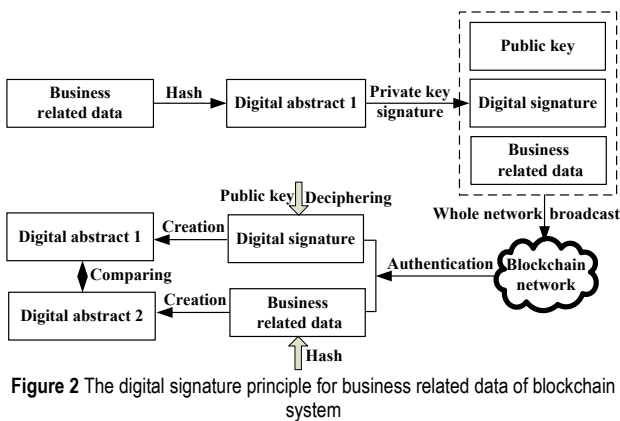 Public key
Business
related data
Hash
Digital abstract 1
Private key
signature
Digital signature
Business
related data
Whole network broadcast
Public key Deciphering
Digital abstract 1
Creation
Digital signature
Comparing
Authentication
Blockchain
network
Digital abstract 2
Creation
Business
related data
Hash
Figure 2 The digital signature principle for business related data of blockchain
system